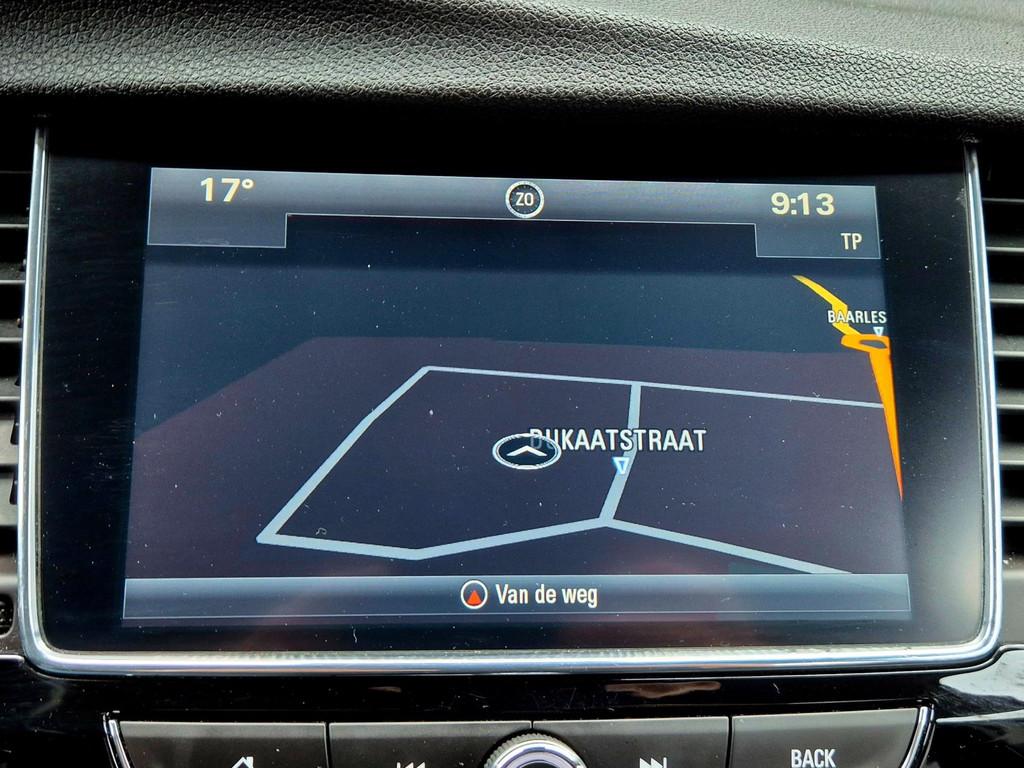 17°
ZO
9:13
TP
BAARLES
DUKAATSTRAAT
Van de weg
BACK